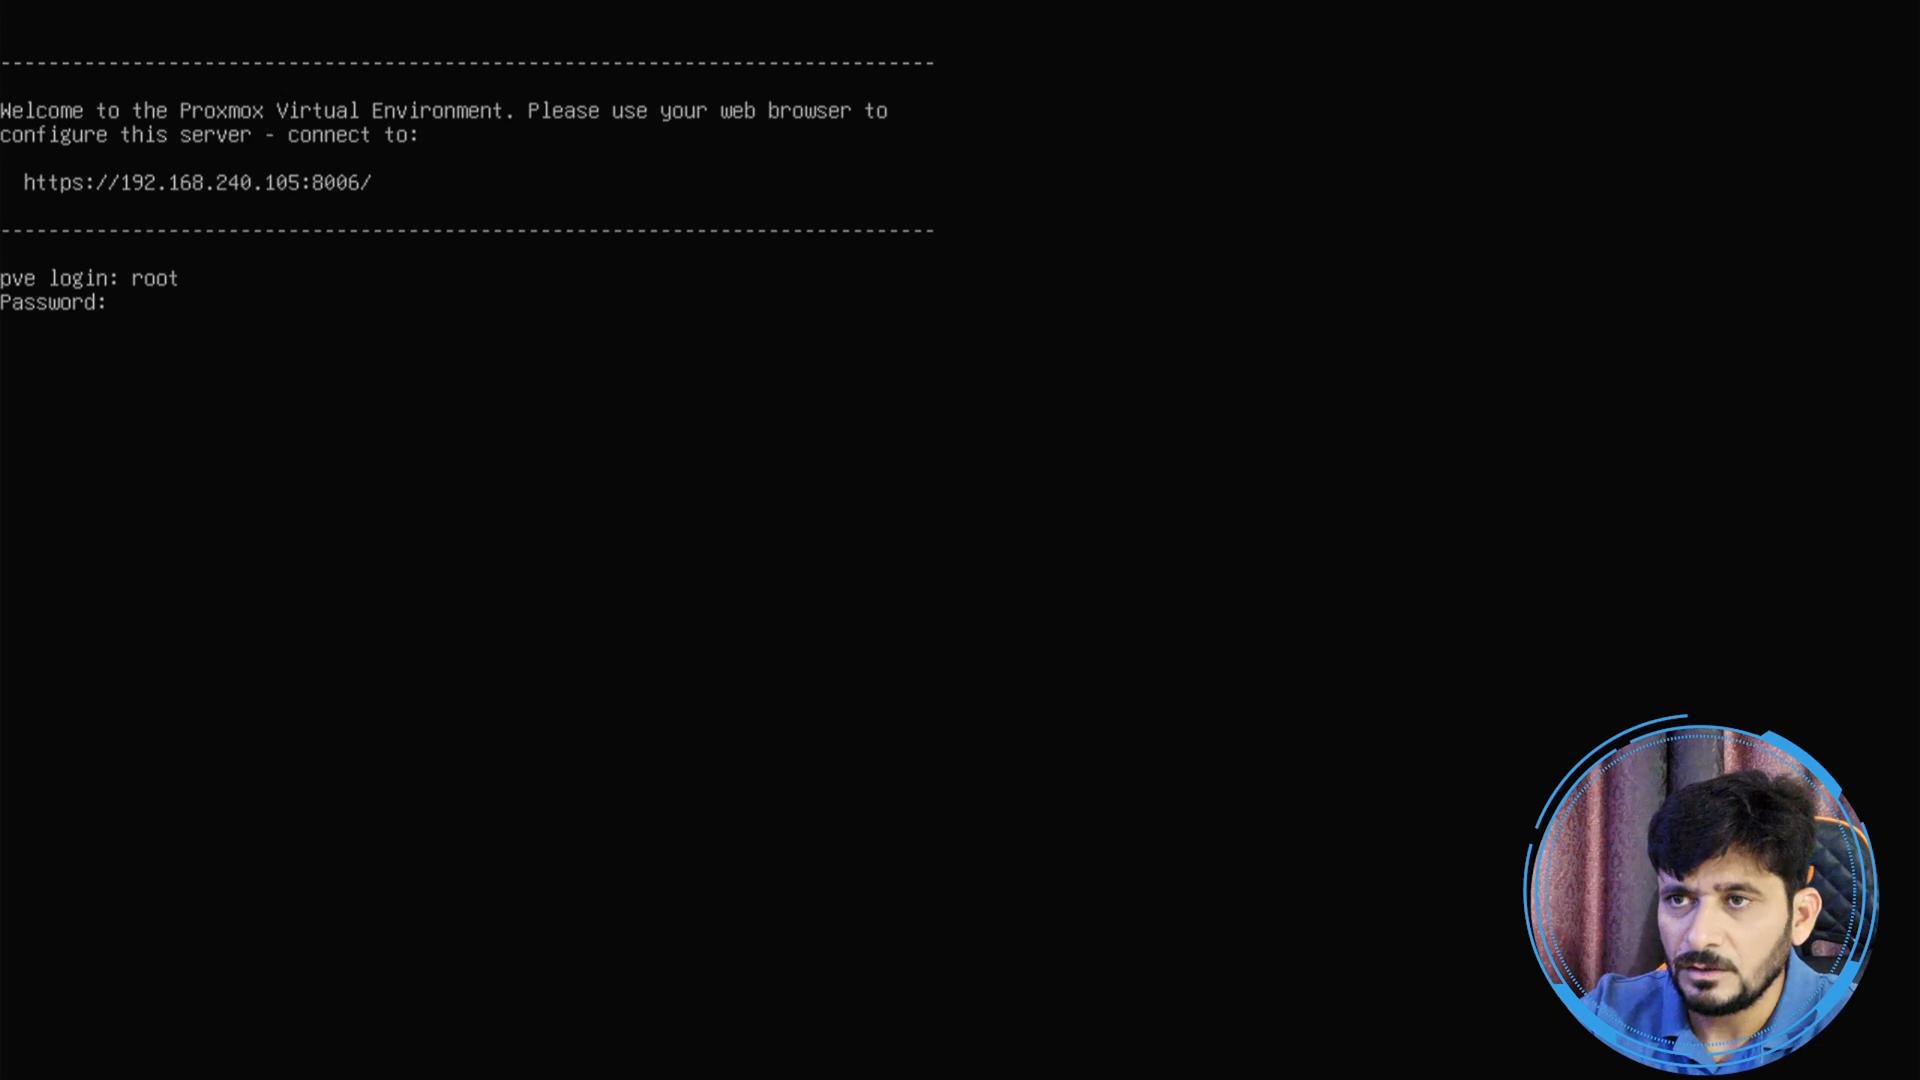 --------------------------------------------------------------------------------
Welcome to the Proxmox Virtual Environment. Please use your web browser to
configure this server - connect to:
https://192.168.240.105:8006/
--------------------------------------------------------------------------------
pve login: root
Password: